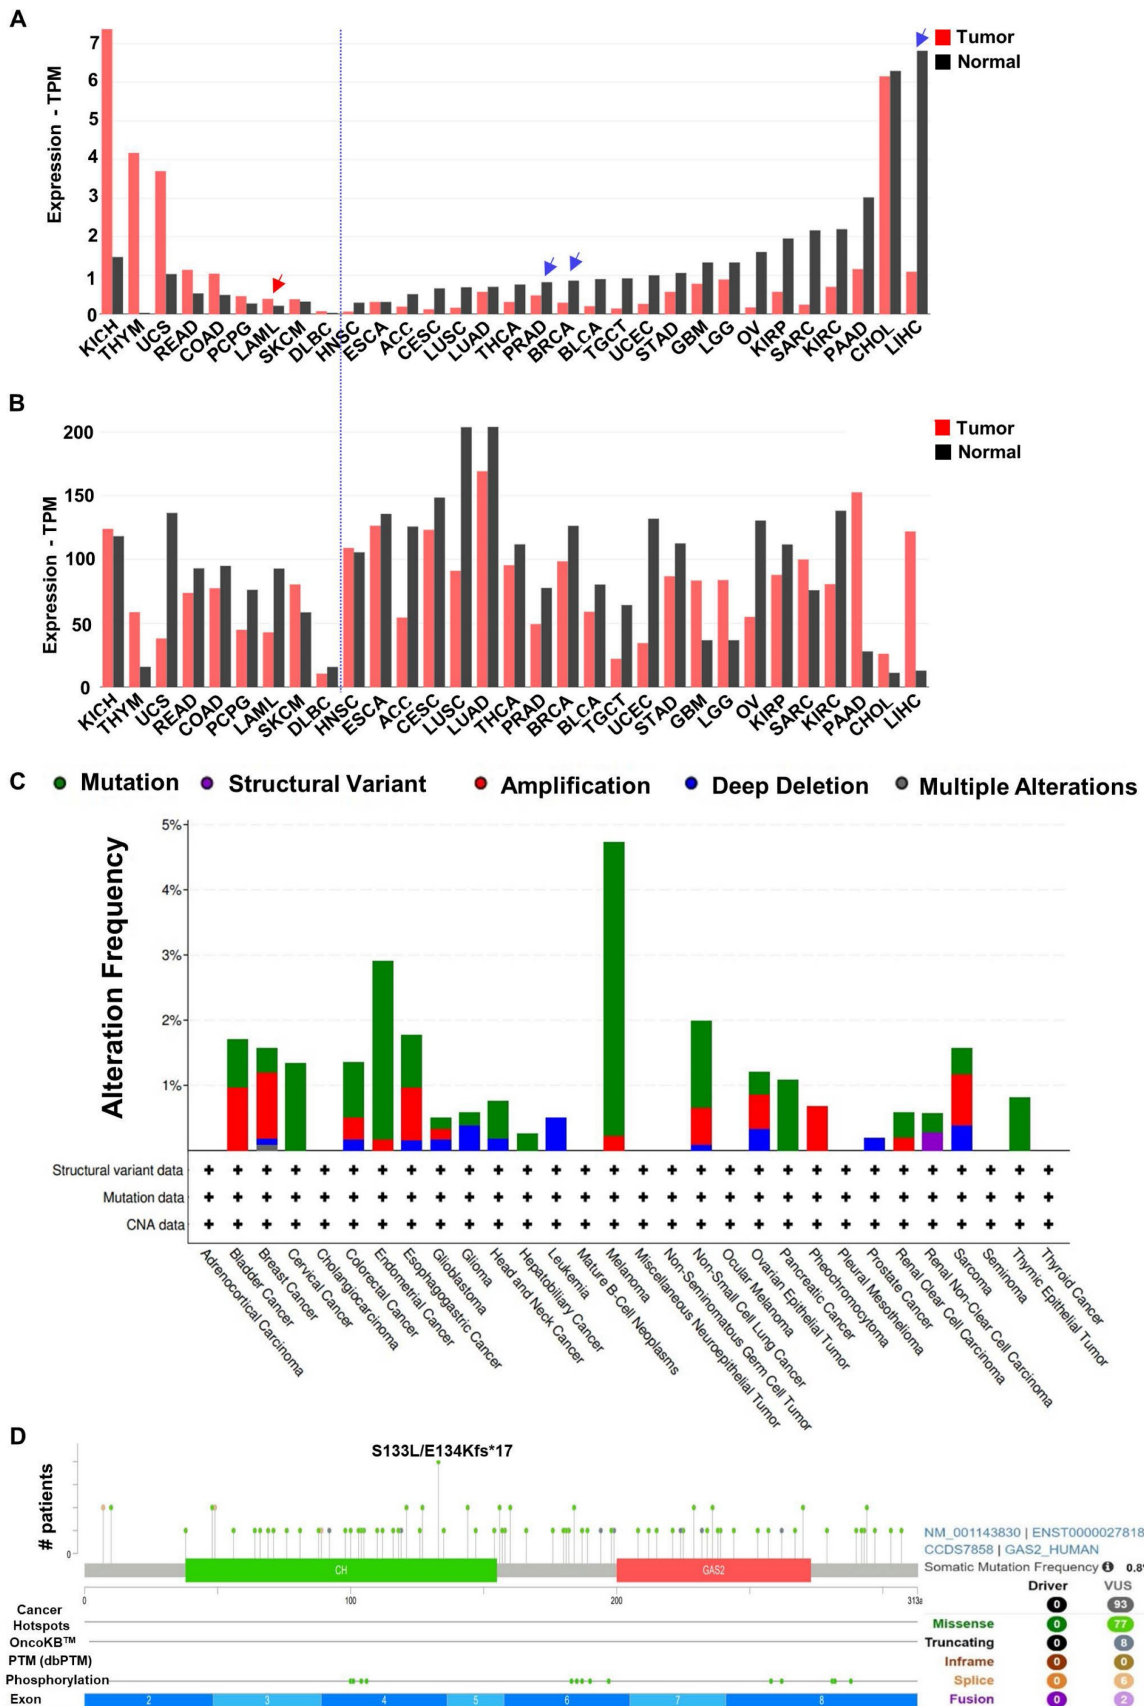 A
Expression - TPM
7
6
5
4
3
2
1
0
Tumor
Normal
KICH
THYM
UCS
READ
COAD
PCPG
LAML
SKCM
DLBC
HNSC
ESCA
ACC
CESC
LUSC
LUAD
THCA
PRAD
BRCA
BLCA
TGCT
UCEC
STAD
GBM
LGG
OV
KIRP
SARC
KIRC
PAAD
CHOL
LIHC
B
Expression - TPM
200
150
100
50
0
Tumor
Normal
KICH
THYM
UCS
READ
COAD
PCPG
LAML
SKCM
DLBC
HNSC
ESCA
ACC
CESC
LUSC
LUAD
THCA
PRAD
BRCA
BLCA
TGCT
UCEC
STAD
GBM
LGG
OV
KIRP
SARC
KIRC
PAAD
CHOL
LIHC
C
Mutation
Structural Variant
Amplification
Deep Deletion
Multiple Alterations
Alteration Frequency
5%
4%
3%
2%
1%
Structural variant data
Mutation data
CNA data
Adrenocortical Carcinoma
Bladder Cancer
Breast Cancer
Cervical Cancer
Cholangiocarcinoma
Colorectal Cancer
Endometrial Cancer
Esophagogastric Cancer
Glioblastoma
Glioma
Head and Neck Cancer
Hepatobiliary Cancer
Leukemia
Mature B-Cell Neoplasms
Melanoma
Miscellaneous Neuroepithelial Tumor
Non-Seminomatous Germ Cell Tumor
Non-Small Cell Lung Cancer
Ocular Melanoma
Ovarian Epithelial Tumor
Pancreatic Cancer
Pheochromocytoma
Pleural Mesothelioma
Prostate Cancer
Renal Clear Cell Carcinoma
Renal Non-Clear Cell Carcinoma
Sarcoma
Seminoma
Thymic Epithelial Tumor
Thyroid Cancer
D
S133L/E134Kfs*17
# patients
0
CH
GAS2
0
100
200
313a
NM_001143830 | ENST0000027818
CCDS7858 | GAS2_HUMAN
Somatic Mutation Frequency i 0.8
Driver VUS
0 93
Missense 0 77
Truncating 0 8
Inframe 0 0
Splice 0 6
Fusion 0 2
Cancer
Hotspots
OncoKB™
PTM (dbPTM)
Phosphorylation
Exon 2 3 4 5 6 7 8